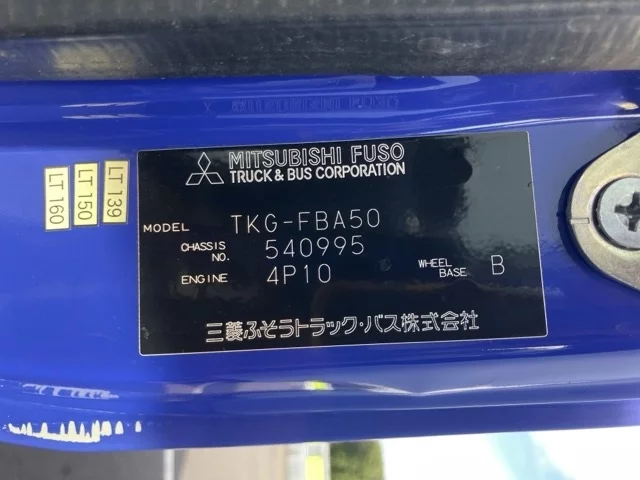 MITSUBISHI FUSO
TRUCK & BUS CORPORATION
MODEL TKG-FBA50
CHASSIS NO. 540995
ENGINE 4P10
WHEEL BASE B
三菱ふそうトラック・バス株式会社
LT 139
LT 150
LT 160